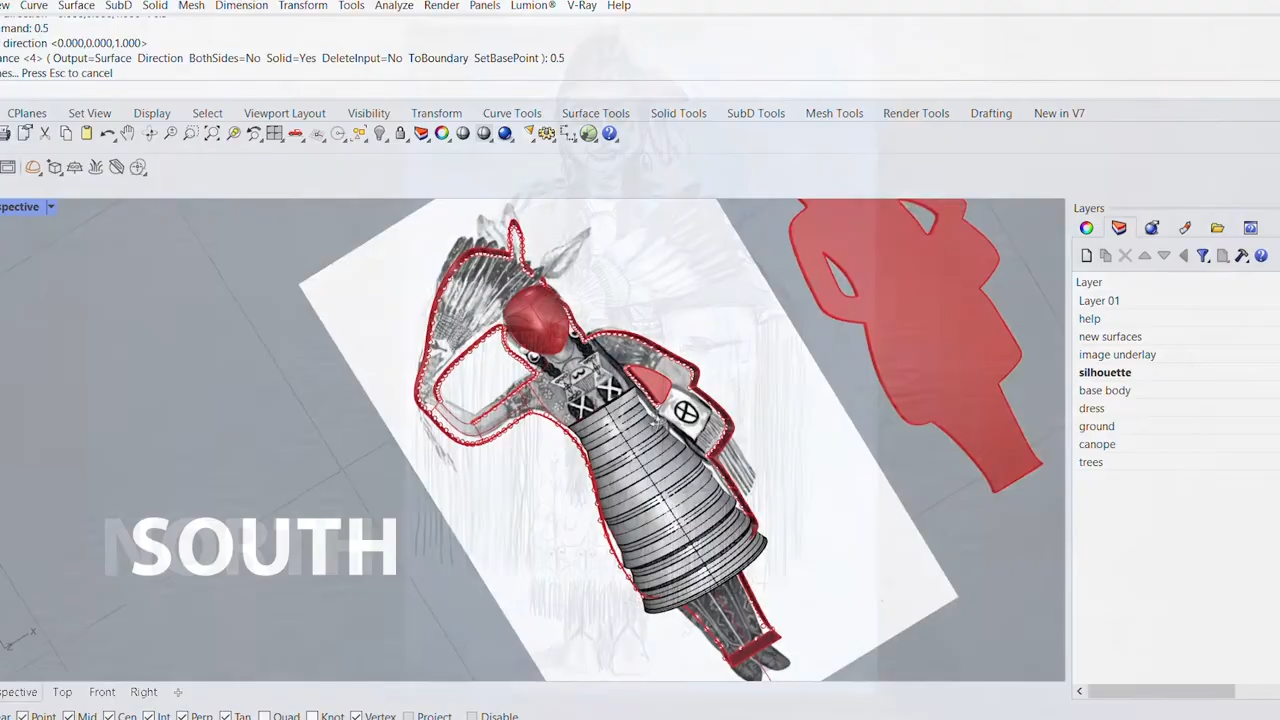 ew Curve Surface SubD Solid Mesh Dimension Transform Tools Analyze Render Panels Lumion® V-Ray Help
mand: 0.5
direction <0.000,0.000,1.000>
ance <4> ( Output=Surface Direction BothSides=No Solid=Yes DeleteInput=No ToBoundary SetBasePoint ): 0.5
nes... Press Esc to cancel
CPlanes Set View Display Select Viewport Layout Visibility Transform Curve Tools Surface Tools Solid Tools SubD Tools Mesh Tools Render Tools Drafting New in V7
spective
Layers
Layer
Layer 01
help
new surfaces
image underlay
silhouette
base body
dress
ground
canope
trees
SOUTH
NORTH
x
spective Top Front Right
ar Point Mid Cen Int Perp Tan Quad Knot Vertex Project Disable